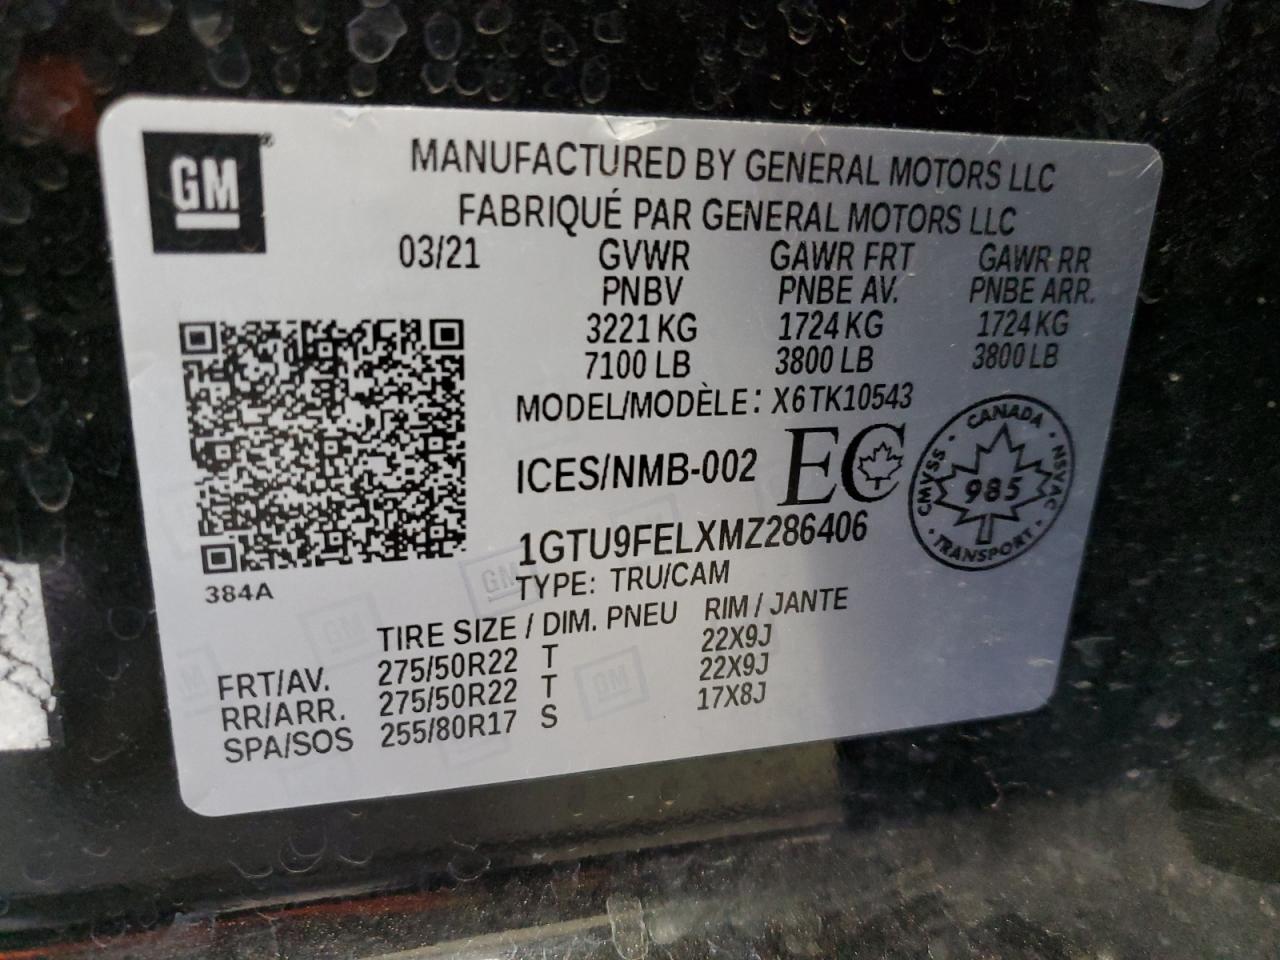 GM®
MANUFACTURED BY GENERAL MOTORS LLC
FABRIQUÉ PAR GENERAL MOTORS LLC
03/21 GVWR GAWR FRT GAWR RR
PNBV PNBE AV. PNBE ARR.
3221 KG 1724 KG 1724 KG
7100 LB 3800 LB 3800 LB
MODEL/MODÈLE: X6TK10543
ICES/NMB-002 EC
CANADA
CMVSS 985 NSVAC
TRANSPORT
1GTU9FELXMZ286406
384A
TYPE: TRU/CAM
TIRE SIZE / DIM. PNEU RIM / JANTE
FRT/AV. 275/50R22 T 22X9J
RR/ARR. 275/50R22 T 22X9J
SPA/SOS 255/80R17 S 17X8J
GM
GM
GM